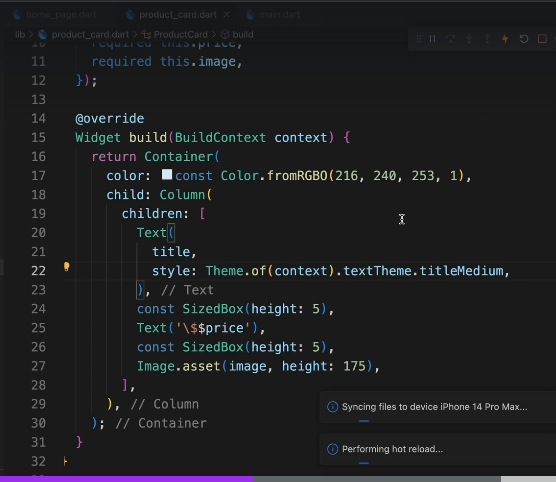 home_page.dart
product_card.dart
main.dart
lib > product_card.dart > ProductCard > build
10 required this.price,
11 required this.image,
12 });
13
14 @override
15 Widget build(BuildContext context) {
16 return Container(
17 color: const Color.fromRGBO(216, 240, 253, 1),
18 child: Column(
19 children: [
20 Text(
21 title,
22 style: Theme.of(context).textTheme.titleMedium,
23 ), // Text
24 const SizedBox(height: 5),
25 Text('\$$price'),
26 const SizedBox(height: 5),
27 Image.asset(image, height: 175),
28 ],
29 ), // Column
30 ); // Container
31 }
32 }
Syncing files to device iPhone 14 Pro Max...
Performing hot reload...